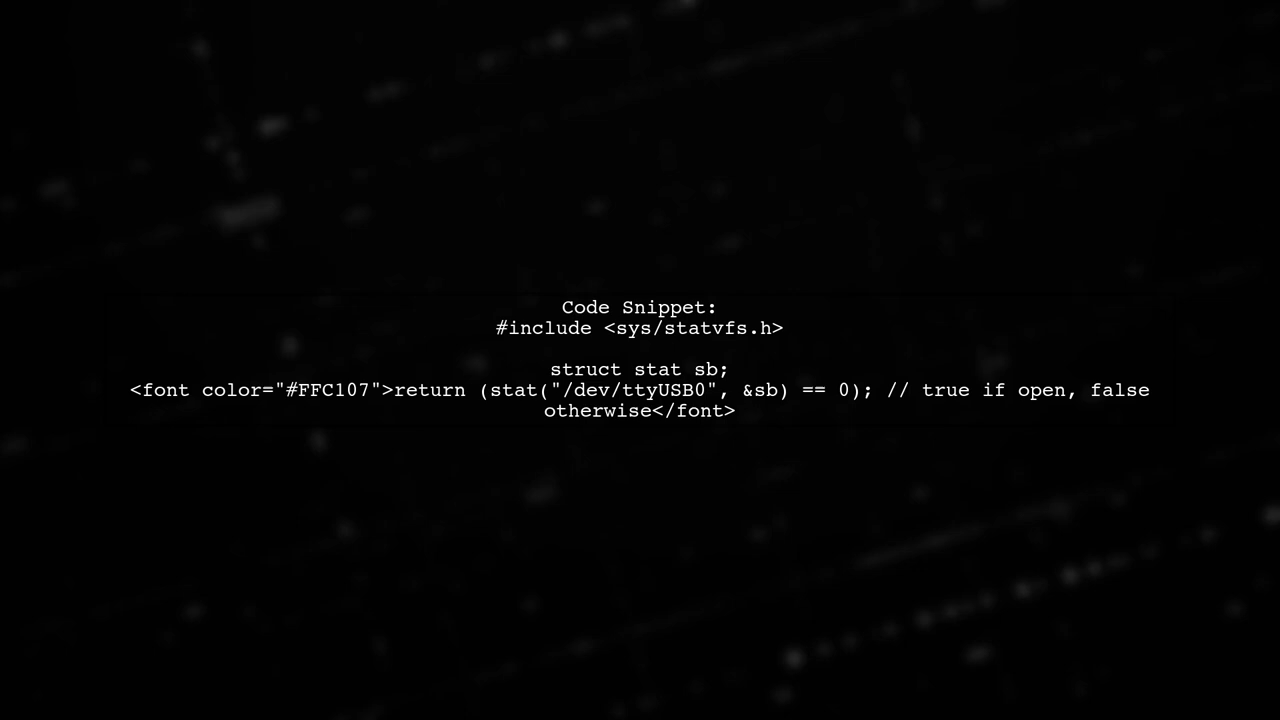 Code Snippet:
#include <sys/statvfs.h>
struct stat sb;
<font color="#FFC107">return (stat("/dev/ttyUSB0", &sb) == 0); // true if open, false
otherwise</font>